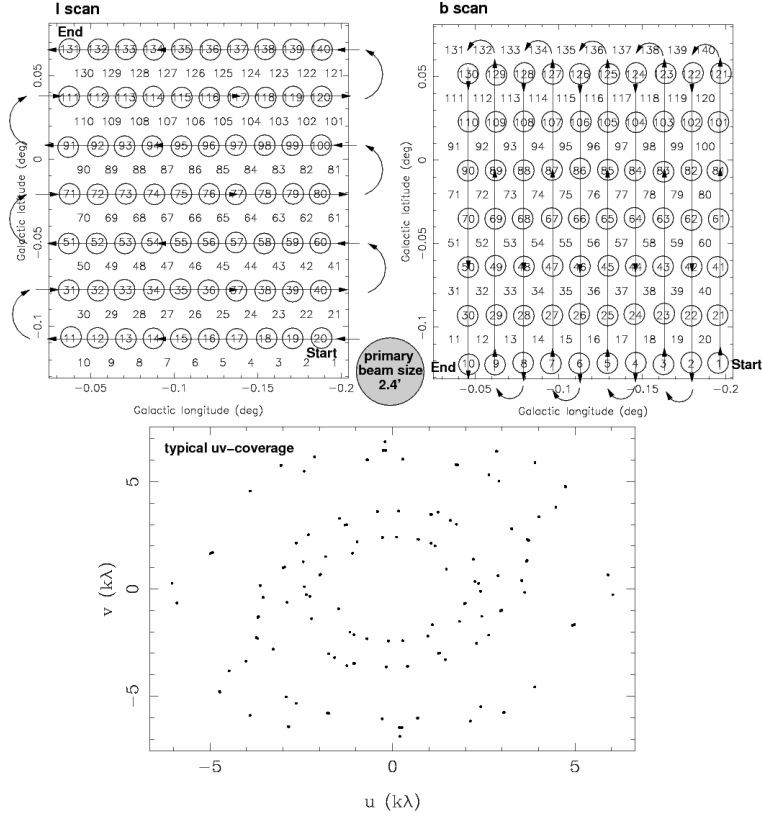 l scan
End
131 132 133 134 135 136 137 138 139 140
130 129 128 127 126 125 124 123 122 121
111 112 113 114 115 116 117 118 119 120
110 109 108 107 106 105 104 103 102 101
91 92 93 94 95 96 97 98 99 100
90 89 88 87 86 85 84 83 82 81
71 72 73 74 75 76 77 78 79 80
70 69 68 67 66 65 64 63 62 61
51 52 53 54 55 56 57 58 59 60
50 49 48 47 46 45 44 43 42 41
31 32 33 34 35 36 37 38 39 40
30 29 28 27 26 25 24 23 22 21
11 12 13 14 15 16 17 18 19 20
Start
10 9 8 7 6 5 4 3 2 1
0.05
0
−0.05
−0.1
Galactic latitude (deg)
−0.05 −0.1 −0.15 −0.2
Galactic longitude (deg)
primary
beam size
2.4'
b scan
131 132 133 134 135 136 137 138 139 140
130 129 128 127 126 125 124 123 122 121
111 112 113 114 115 116 117 118 119 120
110 109 108 107 106 105 104 103 102 101
91 92 93 94 95 96 97 98 99 100
90 89 88 87 86 85 84 83 82 81
71 72 73 74 75 76 77 78 79 80
70 69 68 67 66 65 64 63 62 61
51 52 53 54 55 56 57 58 59 60
50 49 48 47 46 45 44 43 42 41
31 32 33 34 35 36 37 38 39 40
30 29 28 27 26 25 24 23 22 21
11 12 13 14 15 16 17 18 19 20
End
10 9 8 7 6 5 4 3 2 1
Start
0.05
0
−0.05
−0.1
Galactic latitude (deg)
−0.05 −0.1 −0.15 −0.2
Galactic longitude (deg)
typical uv−coverage
5
0
−5
v (kλ)
−5 0 5
u (kλ)